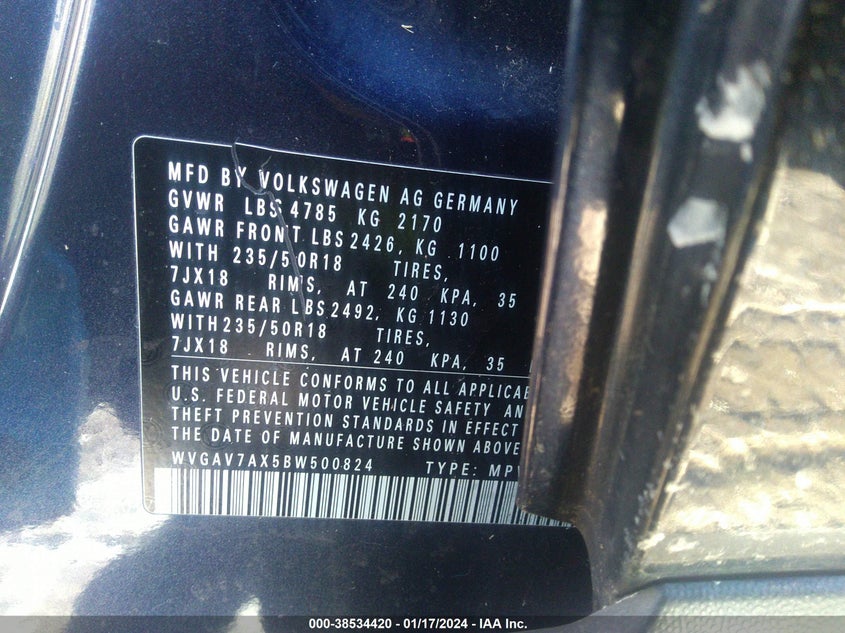 MFD BY VOLKSWAGEN AG GERMANY
GVWR LBS 4785 KG 2170
GAWR FRONT LBS 2426, KG 1100
WITH 235/50R18 TIRES,
7JX18 RIMS, AT 240 KPA, 35
GAWR REAR LBS 2492, KG 1130
WITH 235/50R18 TIRES,
7JX18 RIMS, AT 240 KPA, 35
THIS VEHICLE CONFORMS TO ALL APPLICAB
U.S. FEDERAL MOTOR VEHICLE SAFETY AN
THEFT PREVENTION STANDARDS IN EFFECT
THE DATE OF MANUFACTURE SHOWN ABOVE
WVGAV7AX5BW500824 TYPE: MPV
000-38534420 - 01/17/2024 - IAA Inc.